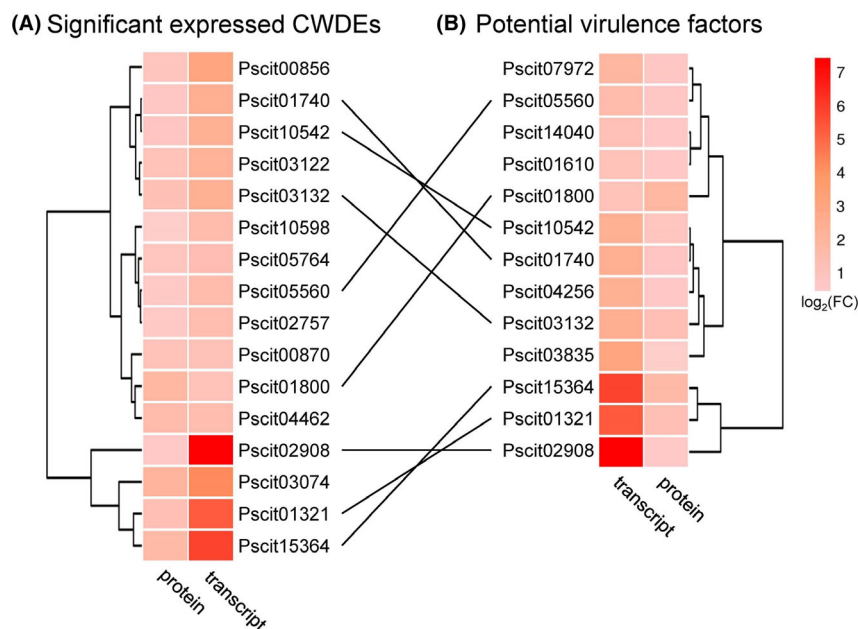 (A) Significant expressed CWDEs
Pscit00856
Pscit01740
Pscit10542
Pscit03122
Pscit03132
Pscit10598
Pscit05764
Pscit05560
Pscit02757
Pscit00870
Pscit01800
Pscit04462
Pscit02908
Pscit03074
Pscit01321
Pscit15364
protein
transcript
(B) Potential virulence factors
Pscit07972
Pscit05560
Pscit14040
Pscit01610
Pscit01800
Pscit10542
Pscit01740
Pscit04256
Pscit03132
Pscit03835
Pscit15364
Pscit01321
Pscit02908
transcript
protein
7
6
5
4
3
2
1
log₂(FC)